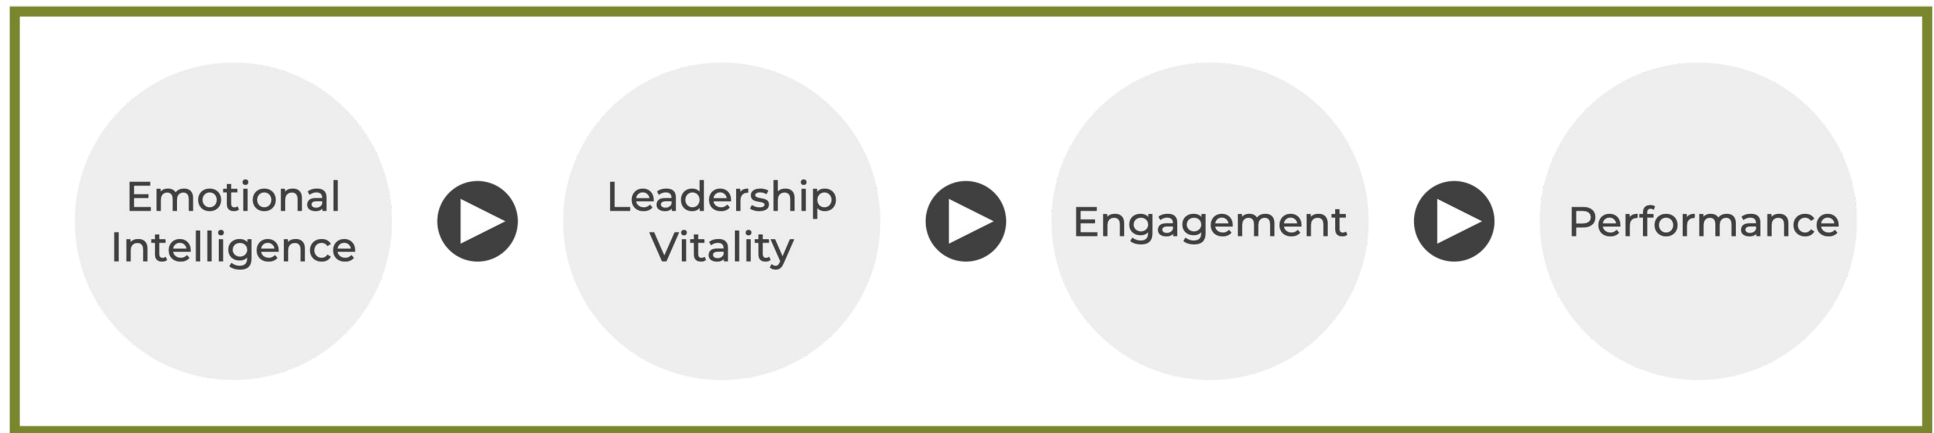 Emotional
Intelligence
Leadership
Vitality
Engagement
Performance